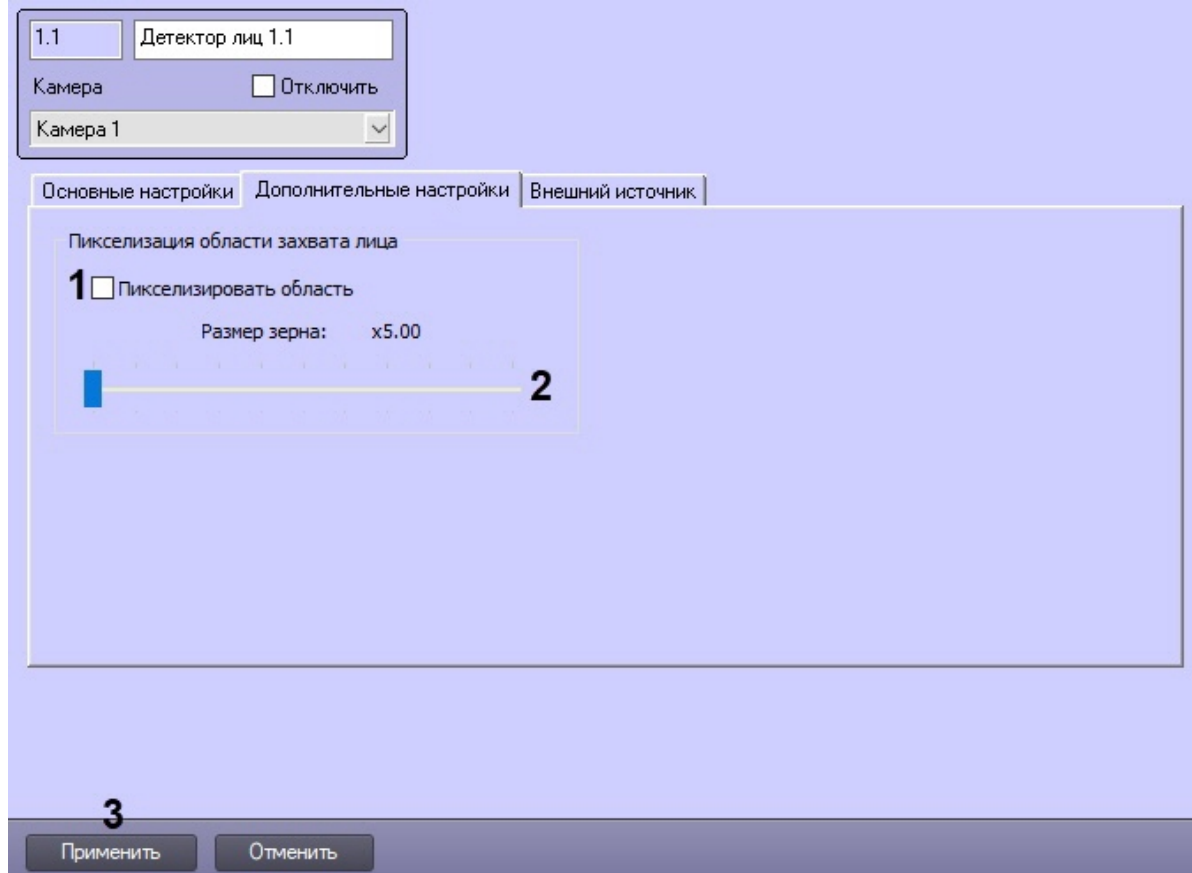 1.1 Детектор лиц 1.1
Камера Отключить
Камера 1
Основные настройки Дополнительные настройки Внешний источник
Пикселизация области захвата лица
1 Пикселизировать область
Размер зерна: x5.00
2
3
Применить Отменить